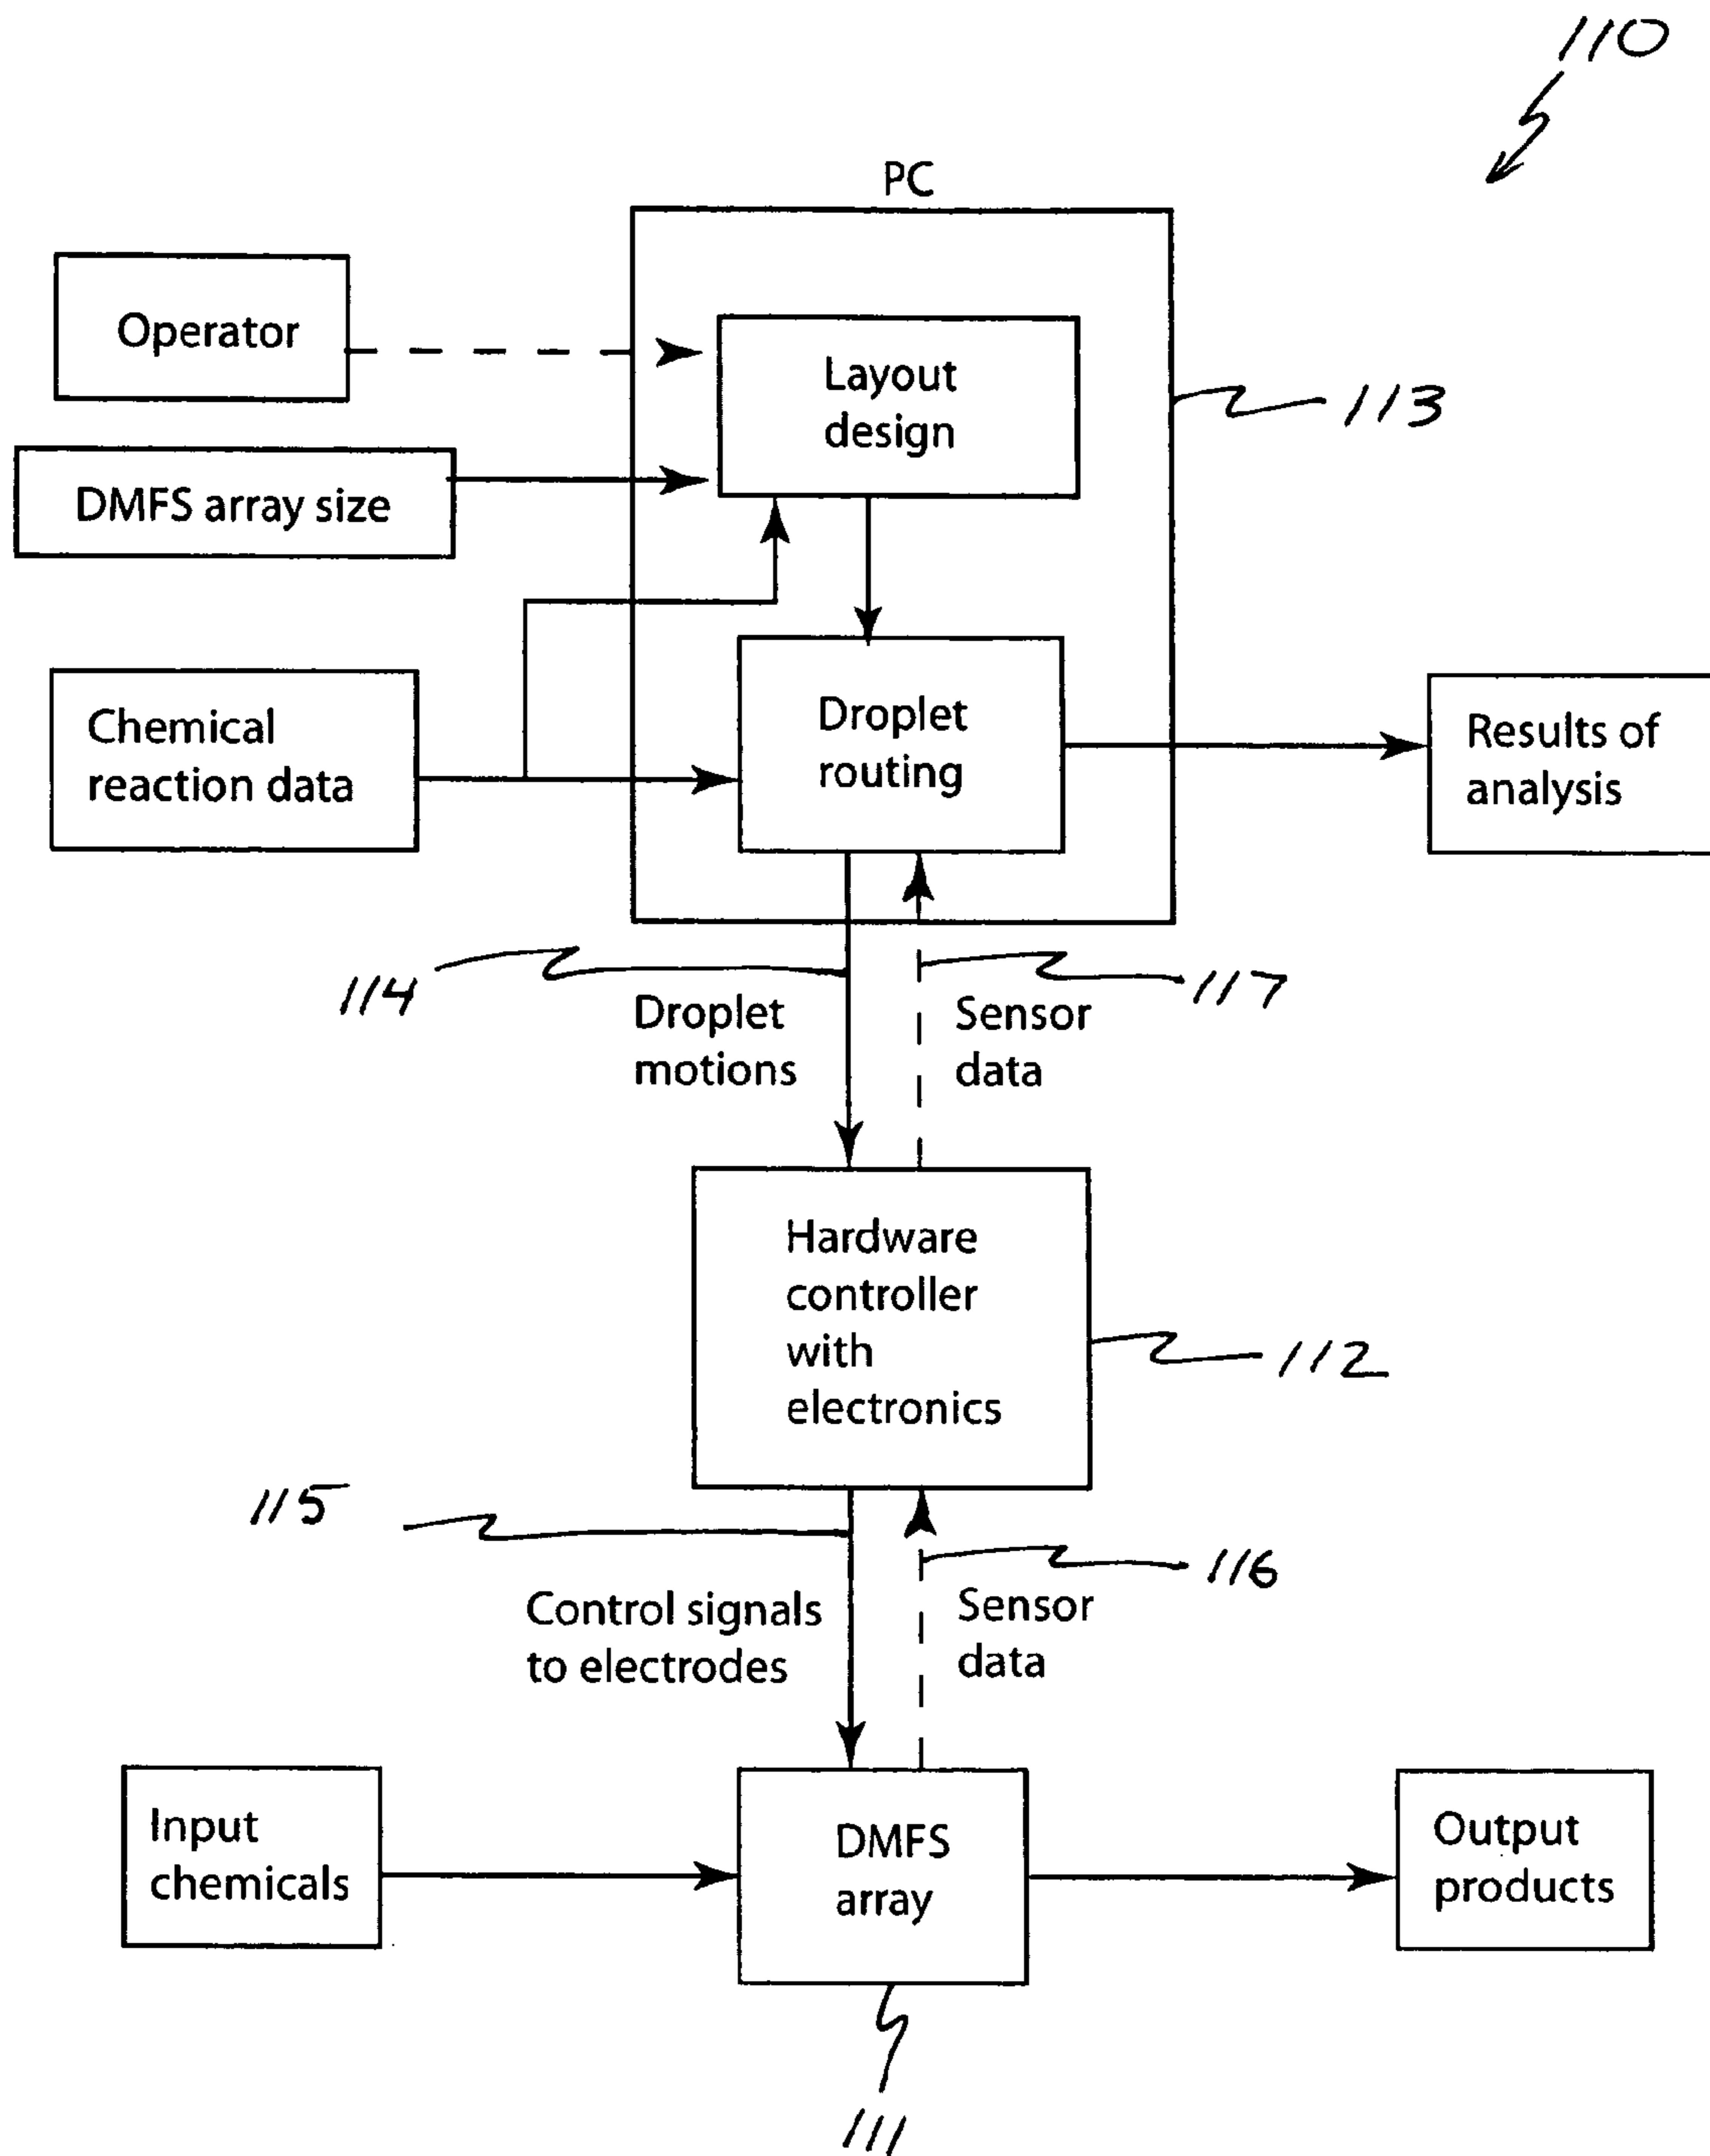 110
PC
Operator
Layout
design
113
DMFS array size
Chemical
reaction data
Droplet
routing
Results of
analysis
114
Droplet
motions
Sensor
data
117
Hardware
controller
with
electronics
112
115
Control signals
to electrodes
Sensor
data
116
Input
chemicals
DMFS
array
Output
products
111